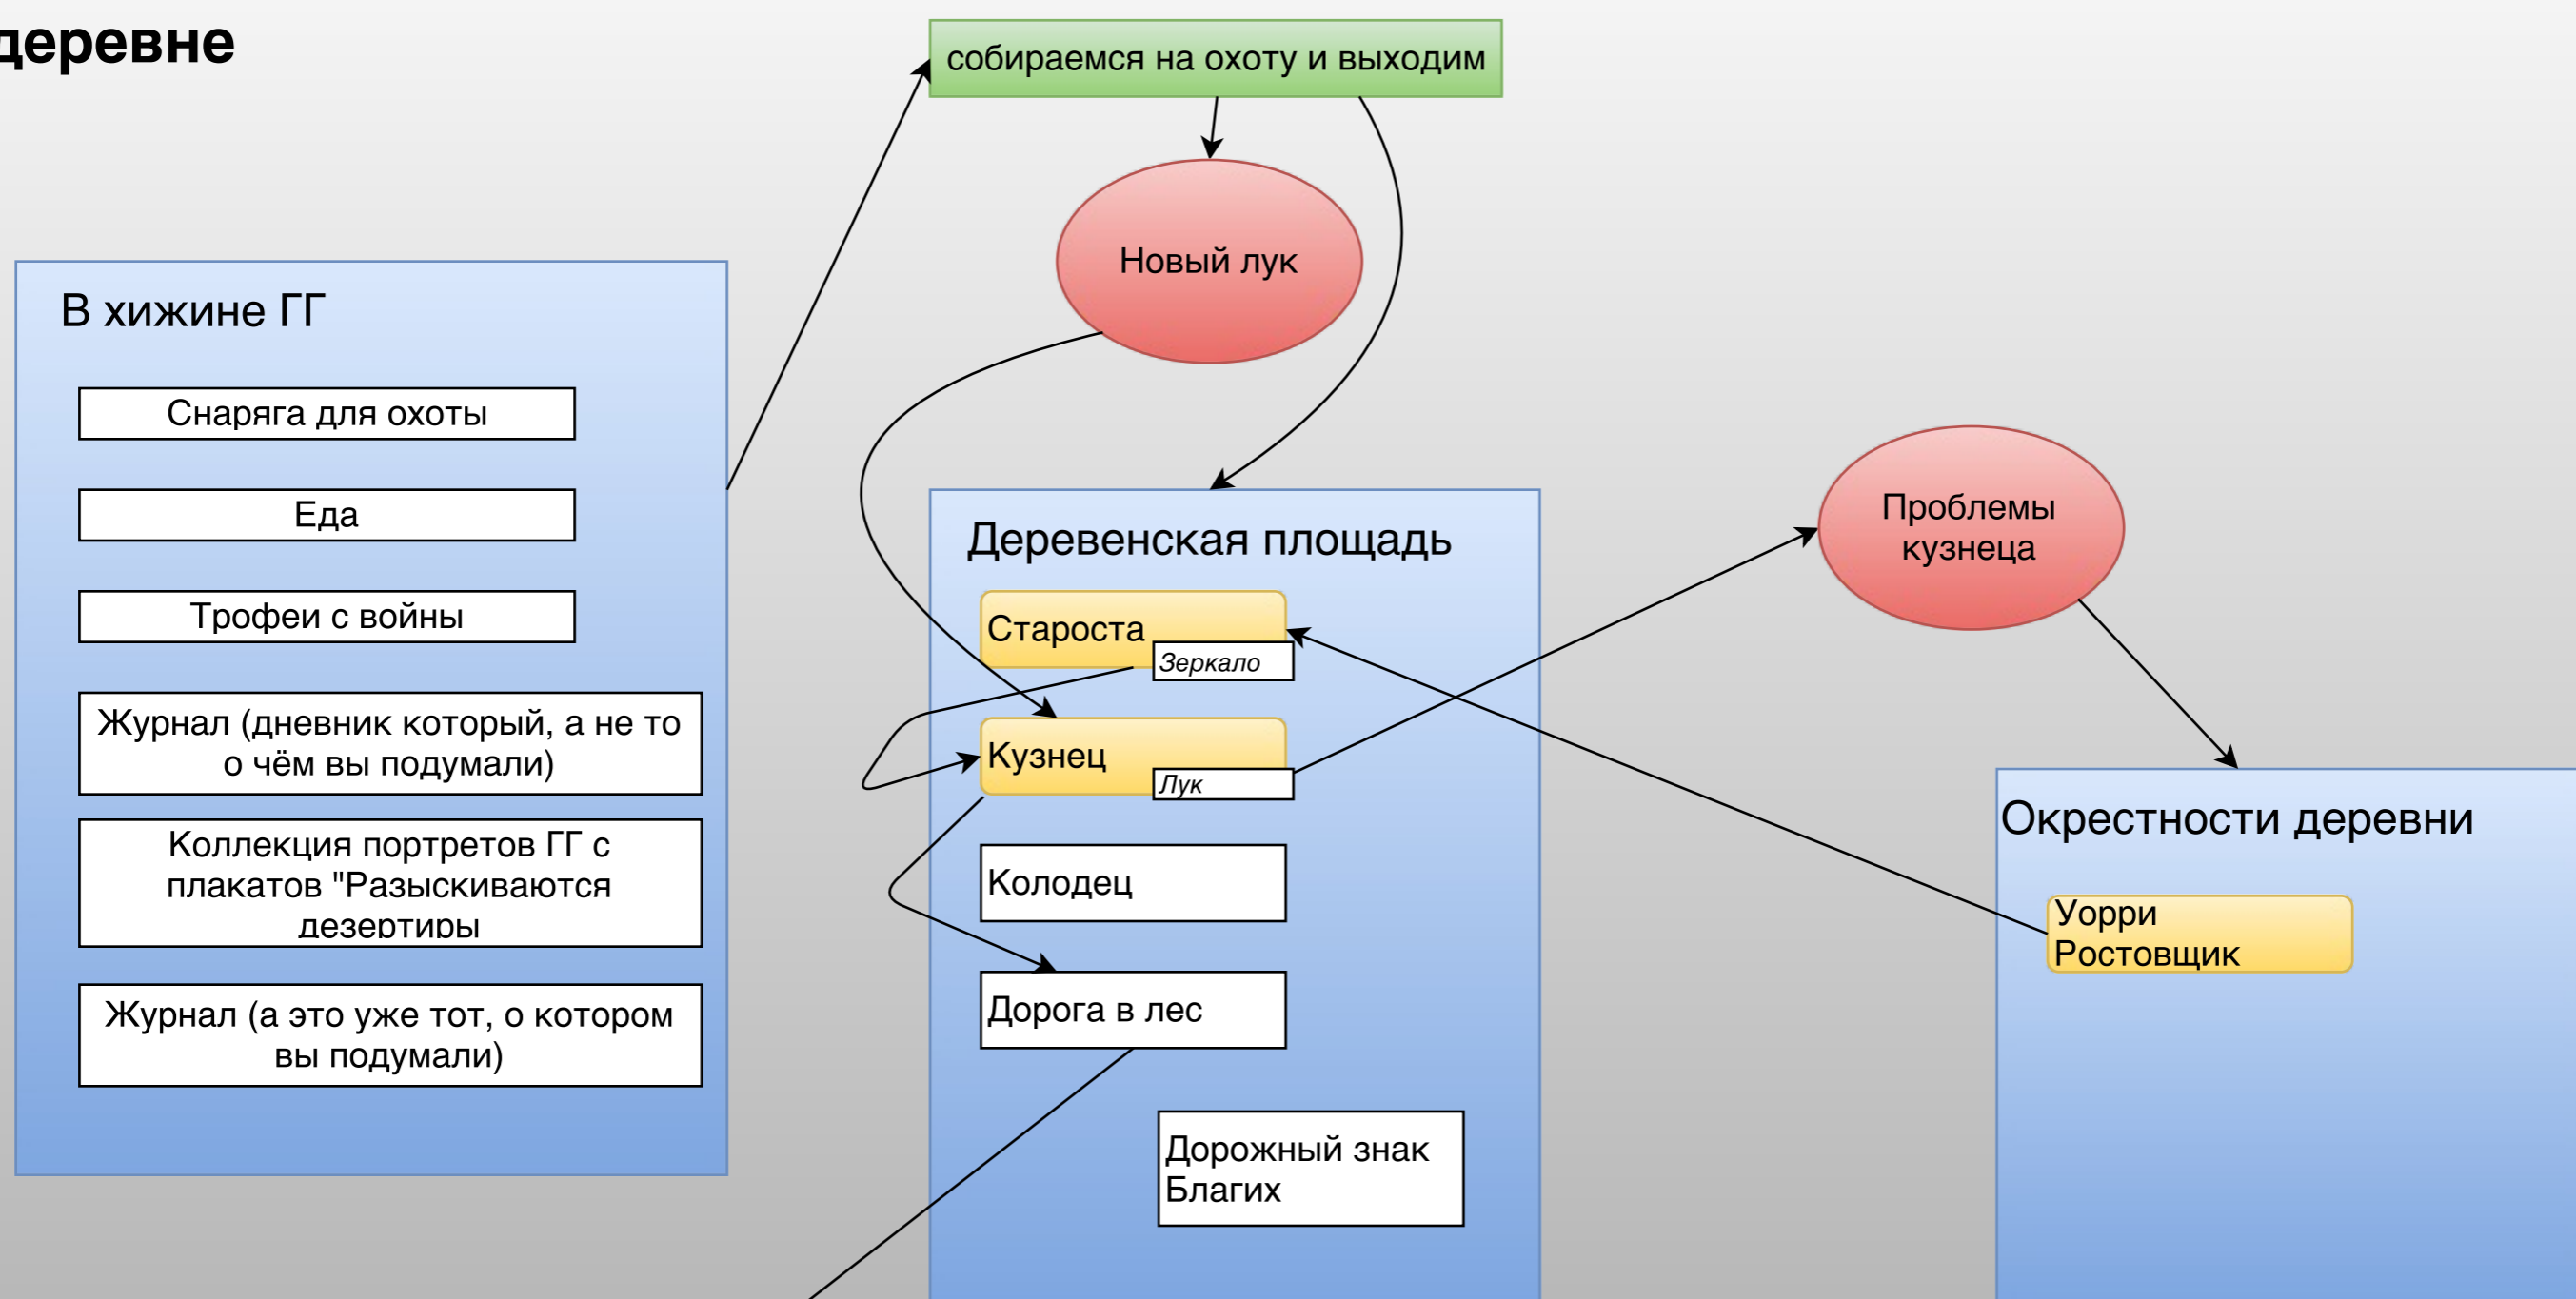 деревне
собираемся на охоту и выходим
Новый лук
В хижине ГГ
Снаряга для охоты
Еда
Трофеи с войны
Журнал (дневник который, а не то
о чём вы подумали)
Коллекция портретов ГГ с
плакатов "Разыскиваются
дезертиры
Журнал (а это уже тот, о котором
вы подумали)
Деревенская площадь
Староста
Зеркало
Кузнец
Лук
Колодец
Дорога в лес
Дорожный знак
Благих
Проблемы
кузнеца
Окрестности деревни
Уорри
Ростовщик